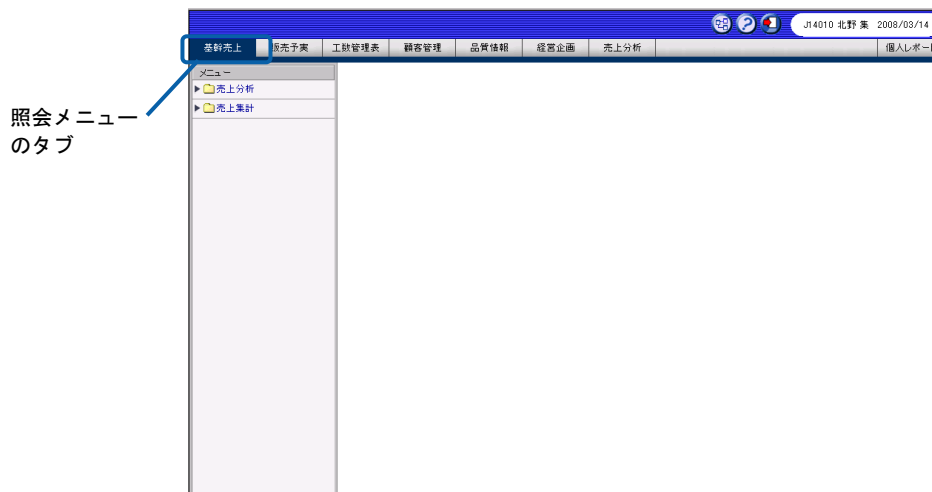 J14010 北野 集 2008/03/14
基幹売上 販売予実 工数管理表 顧客管理 品質情報 経営企画 売上分析 個人レポート
メニュー
売上分析
売上集計
照会メニュー
のタブ